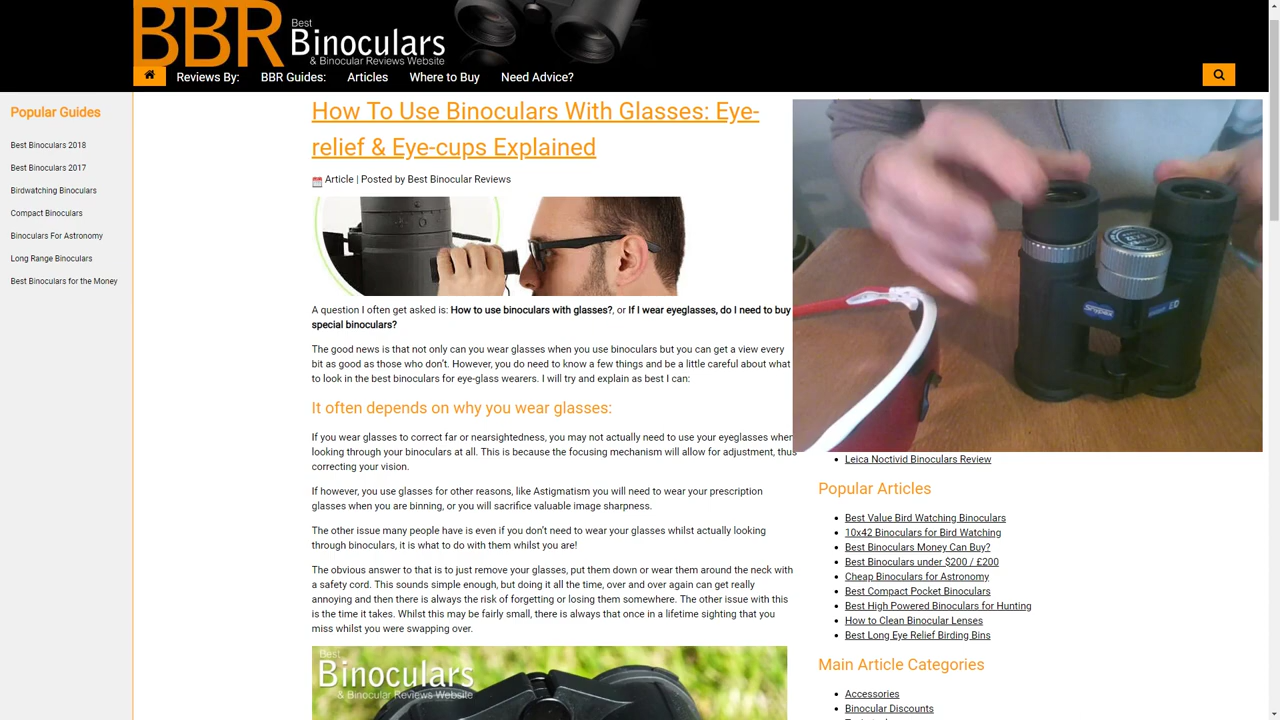 BBR Best
Binoculars
& Binocular Reviews Website
Reviews By: BBR Guides: Articles Where to Buy Need Advice?
Popular Guides
Best Binoculars 2018
Best Binoculars 2017
Birdwatching Binoculars
Compact Binoculars
Binoculars For Astronomy
Long Range Binoculars
Best Binoculars for the Money
How To Use Binoculars With Glasses: Eye-
relief & Eye-cups Explained
Article | Posted by Best Binocular Reviews
A question I often get asked is: How to use binoculars with glasses?, or If I wear eyeglasses, do I need to buy
special binoculars?
The good news is that not only can you wear glasses when you use binoculars but you can get a view every
bit as good as those who don't. However, you do need to know a few things and be a little careful about what
to look in the best binoculars for eye-glass wearers. I will try and explain as best I can:
It often depends on why you wear glasses:
If you wear glasses to correct far or nearsightedness, you may not actually need to use your eyeglasses when
looking through your binoculars at all. This is because the focusing mechanism will allow for adjustment, thus
correcting your vision.
If however, you use glasses for other reasons, like Astigmatism you will need to wear your prescription
glasses when you are binning, or you will sacrifice valuable image sharpness.
The other issue many people have is even if you don't need to wear your glasses whilst actually looking
through binoculars, it is what to do with them whilst you are!
The obvious answer to that is to just remove your glasses, put them down or wear them around the neck with
a safety cord. This sounds simple enough, but doing it all the time, over and over again can get really
annoying and then there is always the risk of forgetting or losing them somewhere. The other issue with this
is the time it takes. Whilst this may be fairly small, there is always that once in a lifetime sighting that you
miss whilst you were swapping over.
Best
Binoculars
& Binocular Reviews Website
ED
Leica Noctivid Binoculars Review
Popular Articles
Best Value Bird Watching Binoculars
10x42 Binoculars for Bird Watching
Best Binoculars Money Can Buy?
Best Binoculars under $200 / £200
Cheap Binoculars for Astronomy
Best Compact Pocket Binoculars
Best High Powered Binoculars for Hunting
How to Clean Binocular Lenses
Best Long Eye Relief Birding Bins
Main Article Categories
Accessories
Binocular Discounts